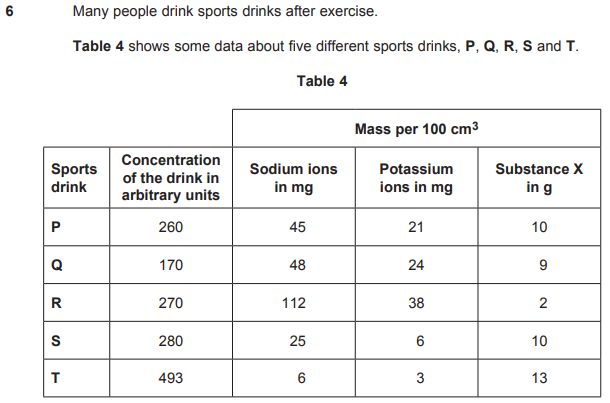 6 Many people drink sports drinks after exercise.
Table 4 shows some data about five different sports drinks, P, Q, R, S and T.
Table 4
Mass per 100 cm³
Sports drink
Concentration of the drink in arbitrary units
Sodium ions in mg
Potassium ions in mg
Substance X in g
P 260 45 21 10
Q 170 48 24 9
R 270 112 38 2
S 280 25 6 10
T 493 6 3 13